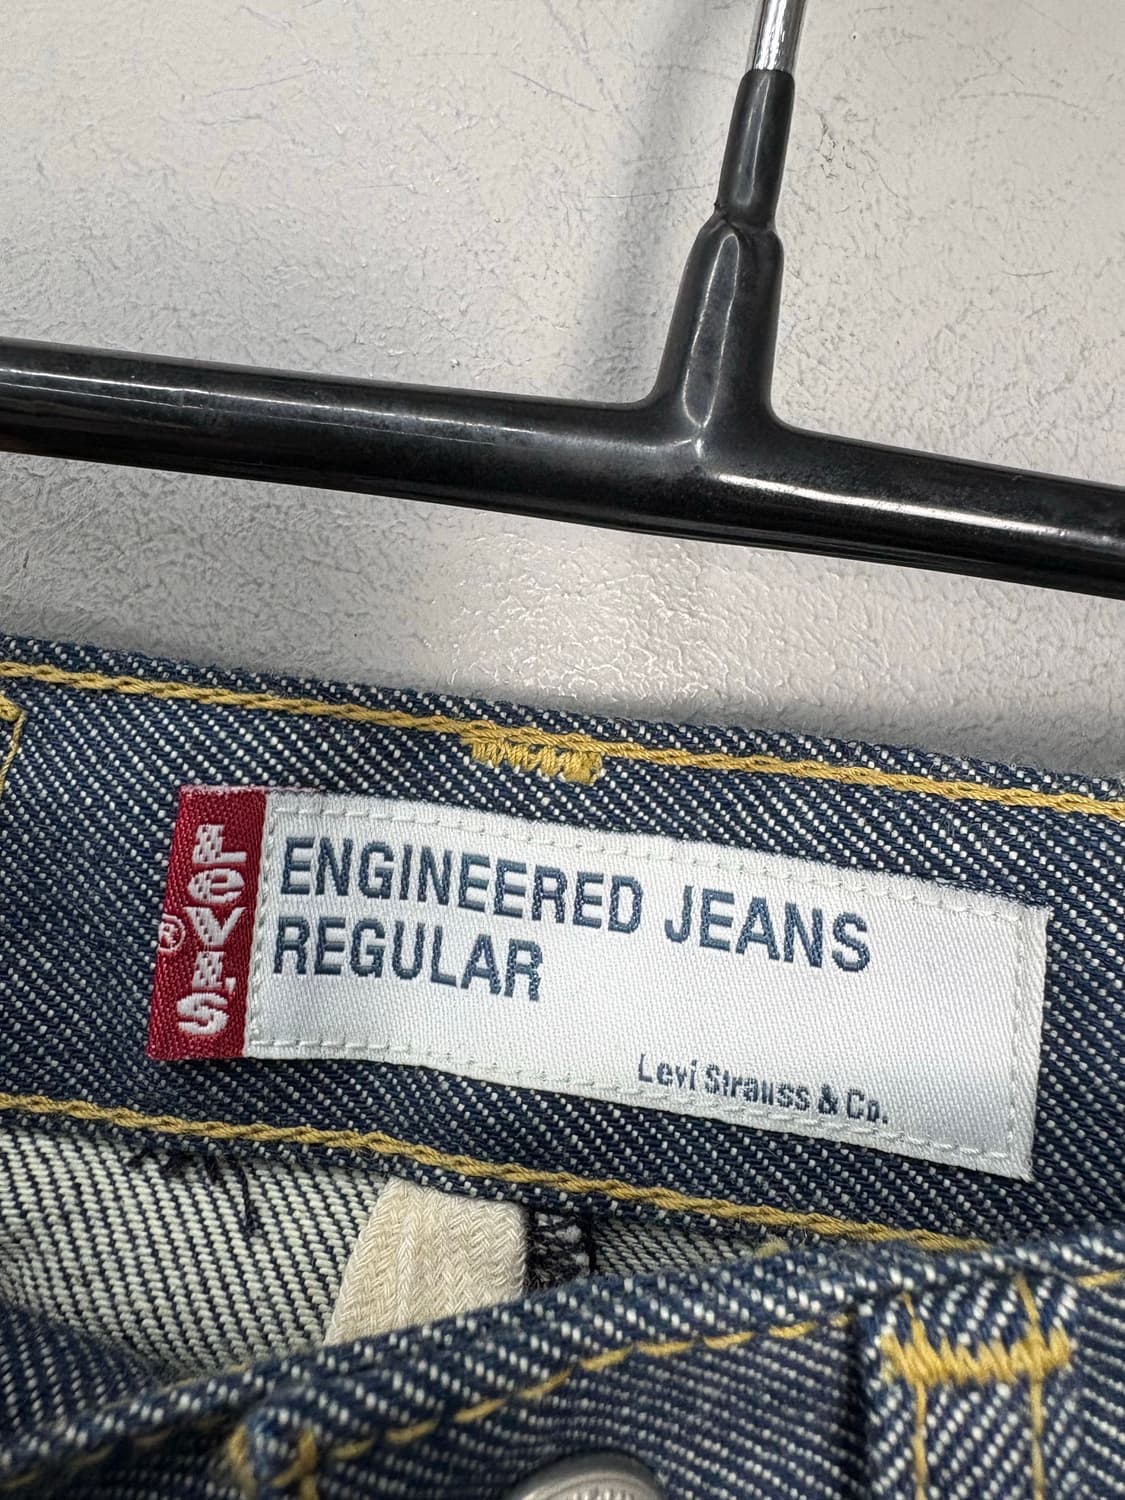 LeVI'S
®
ENGINEERED JEANS
REGULAR
Levi Strauss & Co.